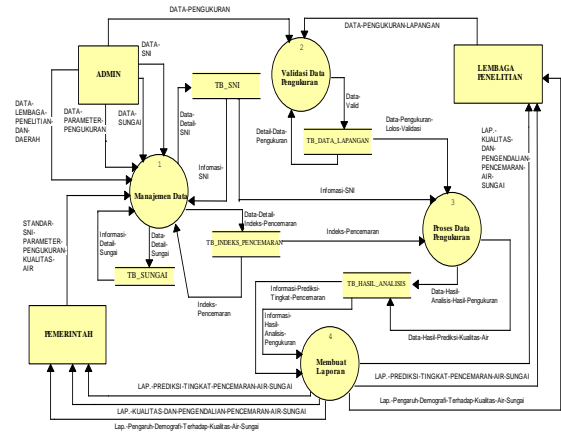 DATA-PENGUKURAN
DATA-PENGUKURAN-LAPANGAN
ADMIN
DATA-
SNI
TB_SNI
2
Validasi Data
Pengukuran
LEMBAGA
PENELITIAN
DATA-
LEMBAGA-
PENELITIAN-
DAN-
DAERAH
DATA-
PARAMETER-
PENGUKURAN
DATA-
SUNGAI
Data-
Detail-
SNI
Data-
Valid
Detail-Data-
Pengukuran
TB_DATA_LAPANGAN
Data-Pengukuran-
Lolos-Validasi
LAP.-
KUALITAS-
DAN-
PENGENDALIAN-
PENCEMARAN-
AIR-
SUNGAI
Infomasi-
SNI
1
Manajemen Data
Infomasi-SNI
3
Proses Data
Pengukuran
STANDAR-
SNI-
PARAMETER-
PENGUKURAN-
KUALITAS-
AIR
Informasi-
Detail-
Sungai
Data-
Detail-
Sungai
Data-Detail-
Indeks-Pencemaran
TB_INDEKS_PENCEMARAN
Indeks-Pencemaran
TB_SUNGAI
Indeks-
Pencemaran
Informasi-Prediksi-
Tingkat-Pencemaran
TB_HASIL_ANALISIS
Data-Hasil-
Analisis-Hasil-Pengukuran
Informasi-
Hasil-
Analisis-
Pengukuran
Data-Hasil-Prediksi-Kualitas-Air
PEMERINTAH
4
Membuat
Laporan
LAP.-PREDIKSI-TINGKAT-PENCEMARAN-AIR-SUNGAI
LAP.-PREDIKSI-TINGKAT-PENCEMARAN-AIR-SUNGAI
Lap.-Pengaruh-Demografi-Terhadap-Kualitas-Air-Sungai
LAP.-KUALITAS-DAN-PENGENDALIAN-PENCEMARAN-AIR-SUNGAI
Lap.-Pengaruh-Demografi-Terhadap-Kualitas-Air-Sungai